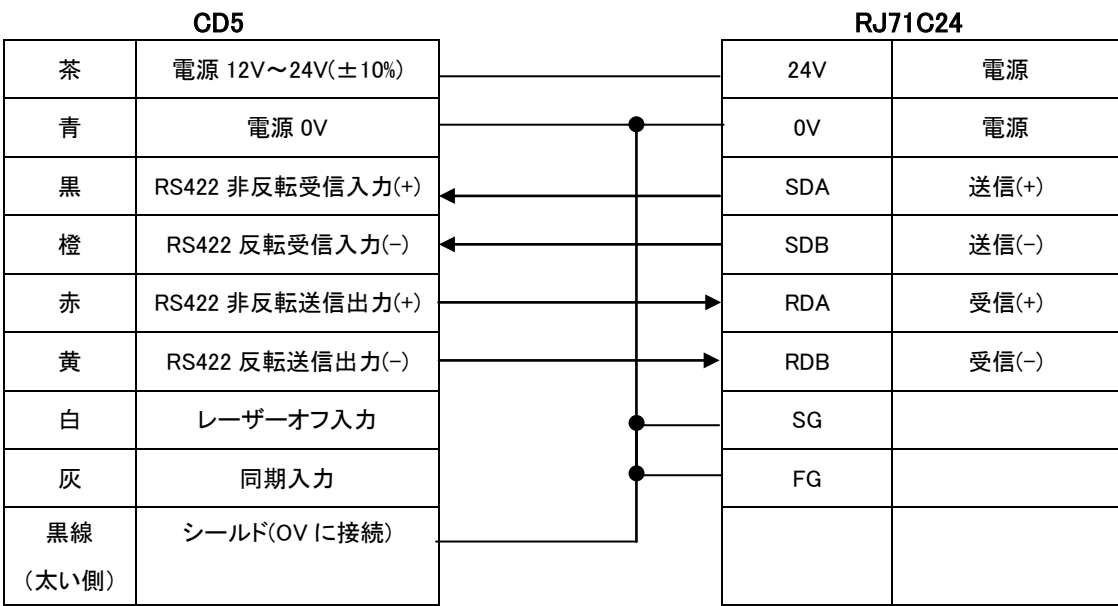 CD5 RJ71C24
茶 電源 12V～24V(±10%) 24V 電源
青 電源 0V 0V 電源
黒 RS422 非反転受信入力(+) SDA 送信(+)
橙 RS422 反転受信入力(-) SDB 送信(-)
赤 RS422 非反転送信出力(+) RDA 受信(+)
黄 RS422 反転送信出力(-) RDB 受信(-)
白 レーザーオフ入力 SG
灰 同期入力 FG
黒線 シールド(0V に接続)
（太い側）